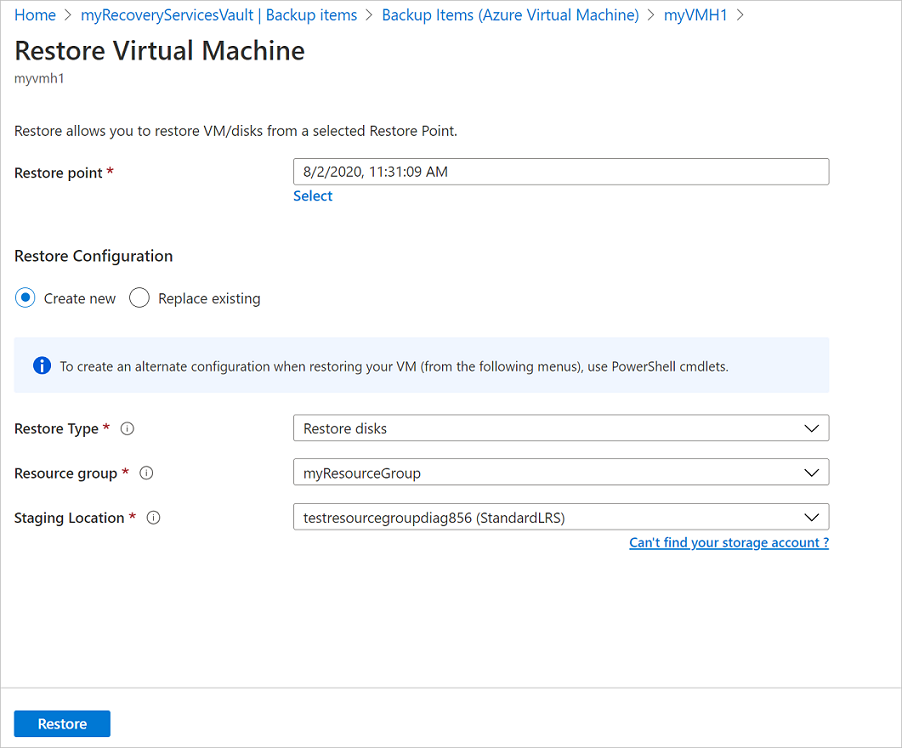 Home > myRecoveryServicesVault | Backup items > Backup Items (Azure Virtual Machine) > myVMH1 >
Restore Virtual Machine
myvmh1
Restore allows you to restore VM/disks from a selected Restore Point.
Restore point * 8/2/2020, 11:31:09 AM
Select
Restore Configuration
Create new Replace existing
To create an alternate configuration when restoring your VM (from the following menus), use PowerShell cmdlets.
Restore Type * Restore disks
Resource group * myResourceGroup
Staging Location * testresourcegroupdiag856 (StandardLRS)
Can't find your storage account ?
Restore